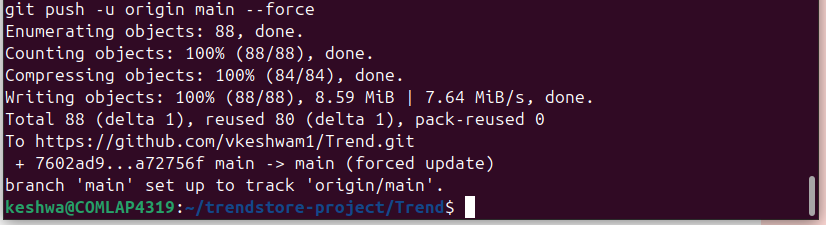 git push -u origin main --force
Enumerating objects: 88, done.
Counting objects: 100% (88/88), done.
Compressing objects: 100% (84/84), done.
Writing objects: 100% (88/88), 8.59 MiB | 7.64 MiB/s, done.
Total 88 (delta 1), reused 80 (delta 1), pack-reused 0
To https://github.com/vkeshwam1/Trend.git
 + 7602ad9...a72756f main -> main (forced update)
branch 'main' set up to track 'origin/main'.
keshwa@COMLAP4319:~/trendstore-project/Trend$